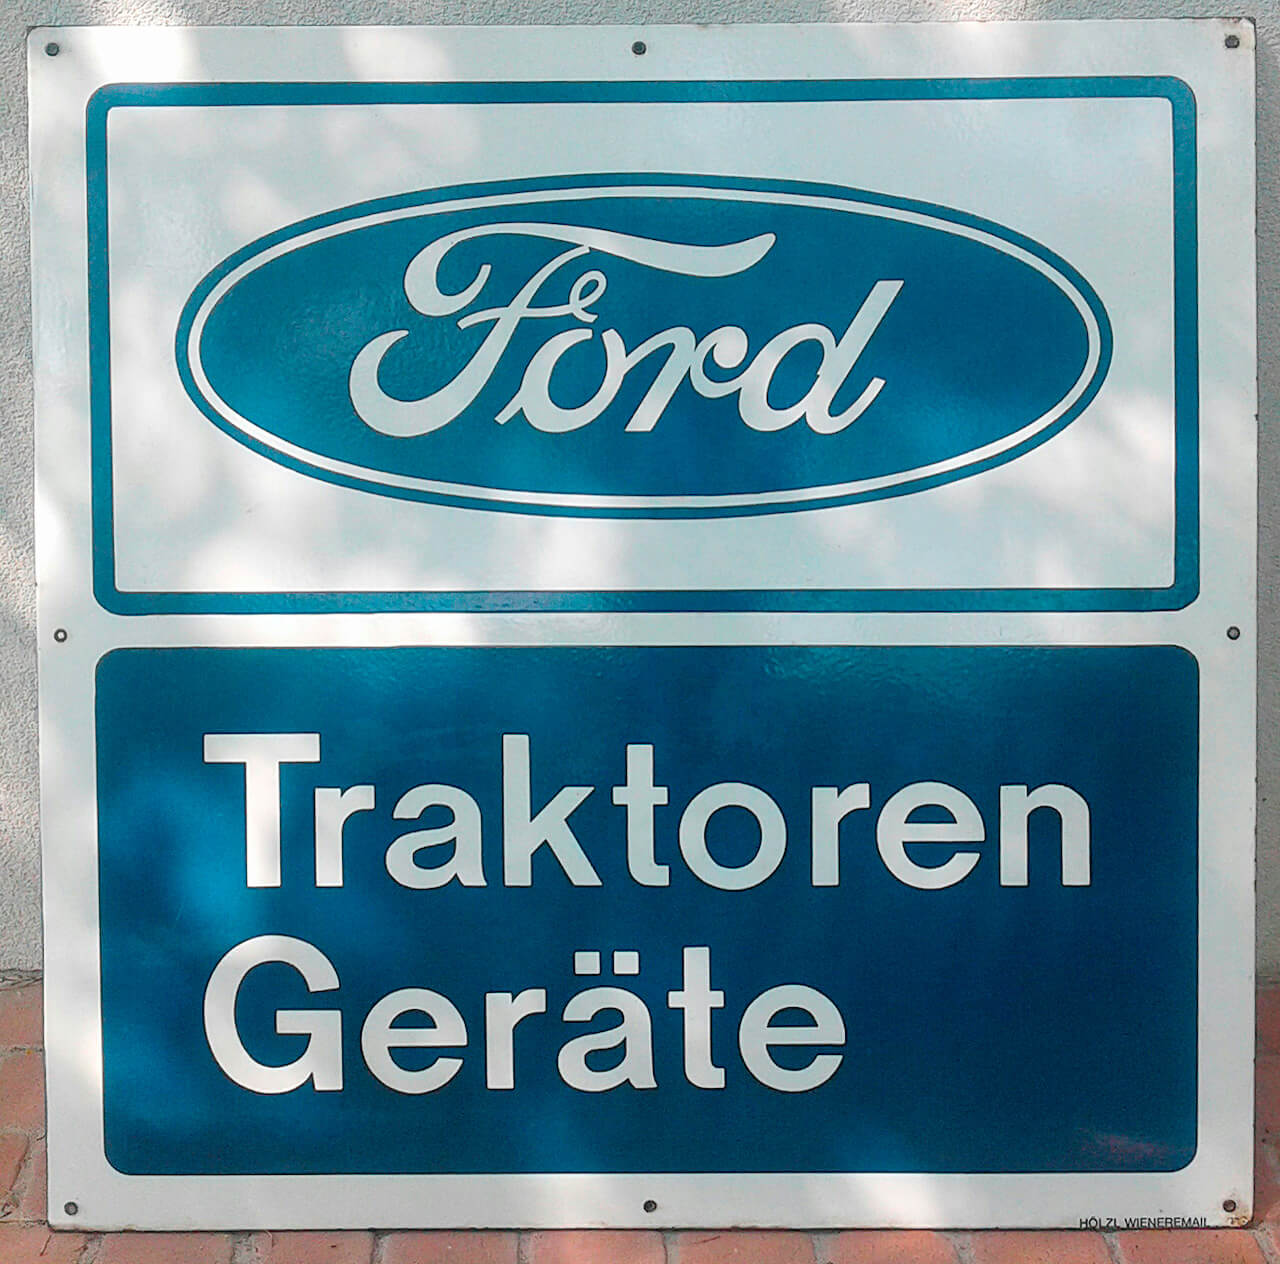 Ford
Traktoren
Geräte
HÖLZL WIENEREMAIL